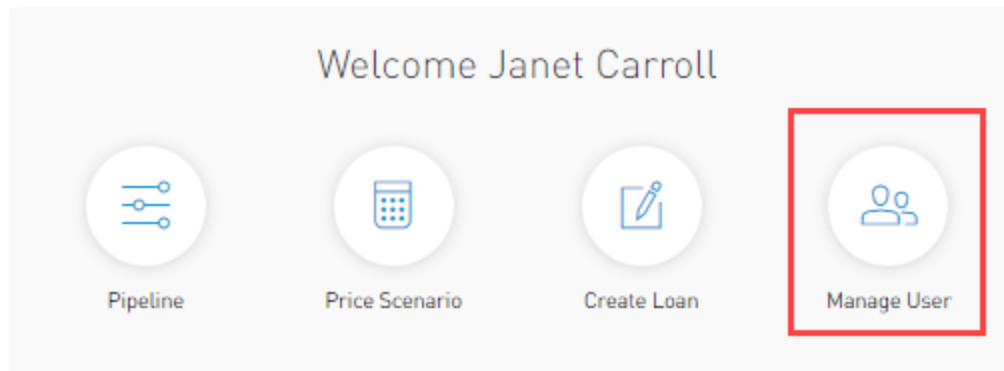 Welcome Janet Carroll
Pipeline
Price Scenario
Create Loan
Manage User